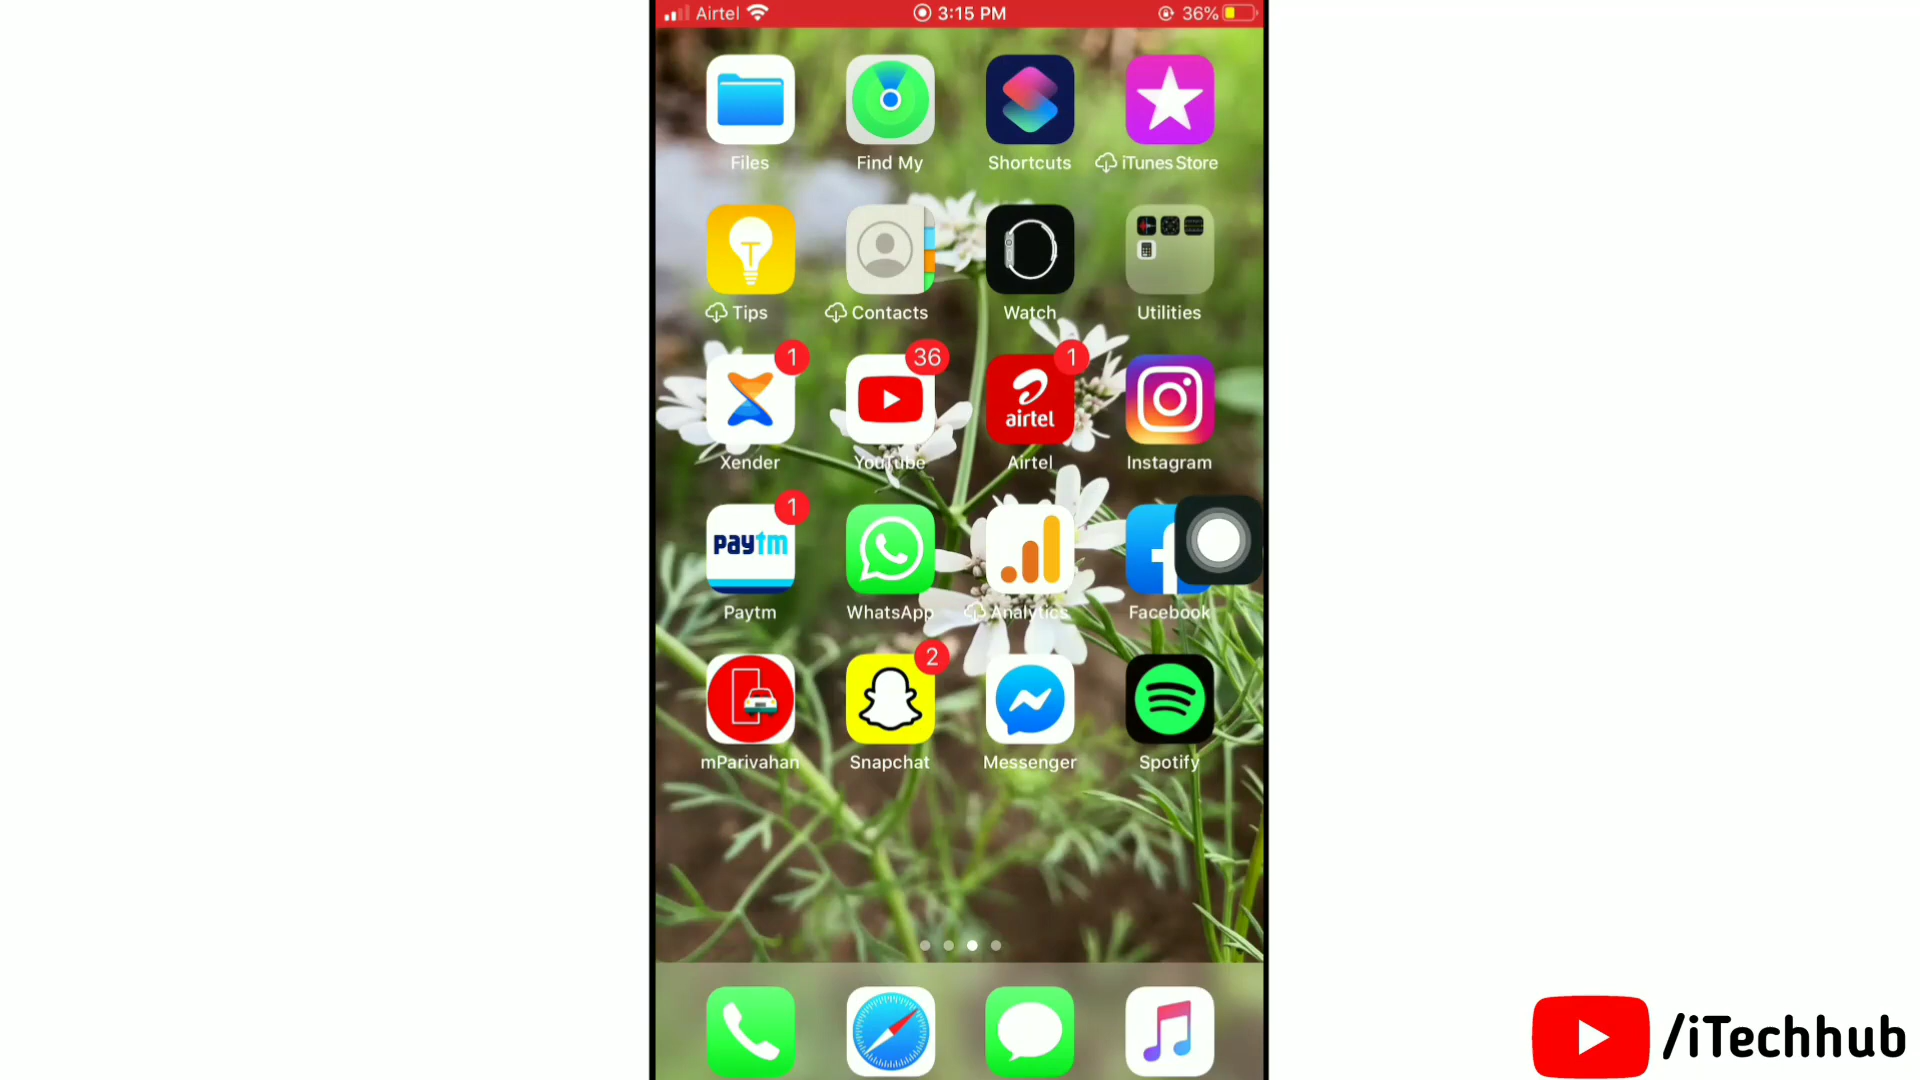 Airtel 3:15 PM 36%
Files Find My Shortcuts iTunes Store
Tips Contacts Watch Utilities
1 36 1
airtel
Xender YouTube Airtel Instagram
1
paytm
Paytm WhatsApp Analytics Facebook
2
mParivahan Snapchat Messenger Spotify
/iTechhub